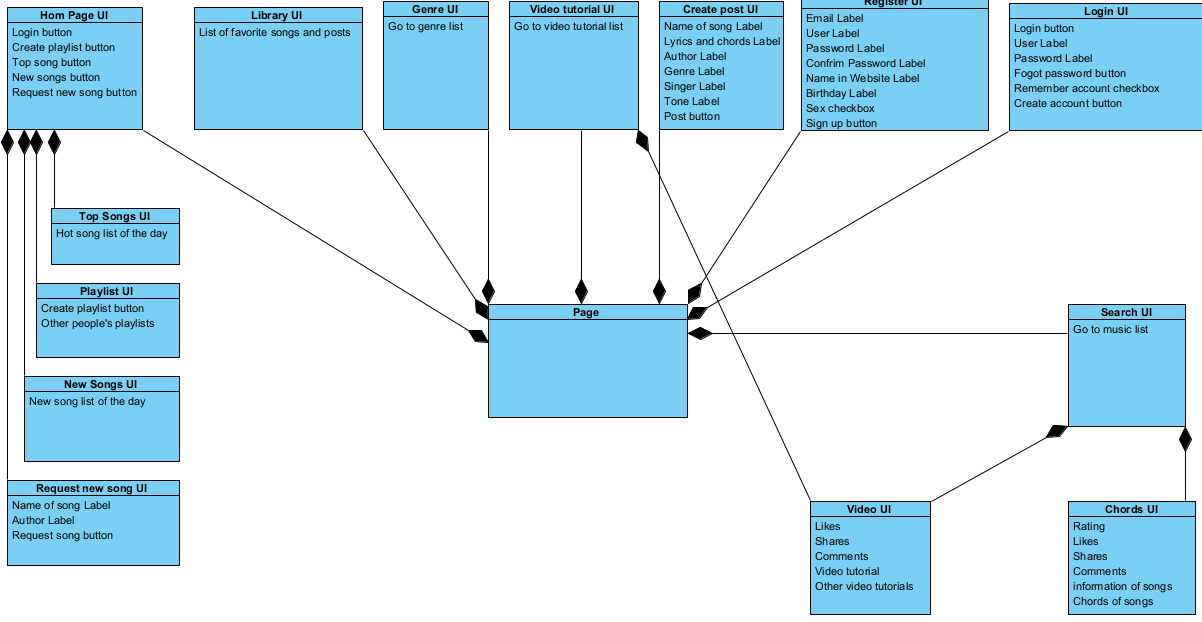 Hom Page UI
Login button
Create playlist button
Top song button
New songs button
Request new song button
Library UI
List of favorite songs and posts
Genre UI
Go to genre list
Video tutorial UI
Go to video tutorial list
Create post UI
Name of song Label
Lyrics and chords Label
Author Label
Genre Label
Singer Label
Tone Label
Post button
Register UI
Email Label
User Label
Password Label
Confrim Password Label
Name in Website Label
Birthday Label
Sex checkbox
Sign up button
Login UI
Login button
User Label
Password Label
Fogot password button
Remember account checkbox
Create account button
Top Songs UI
Hot song list of the day
Playlist UI
Create playlist button
Other people's playlists
New Songs UI
New song list of the day
Request new song UI
Name of song Label
Author Label
Request song button
Page
Search UI
Go to music list
Video UI
Likes
Shares
Comments
Video tutorial
Other video tutorials
Chords UI
Rating
Likes
Shares
Comments
information of songs
Chords of songs